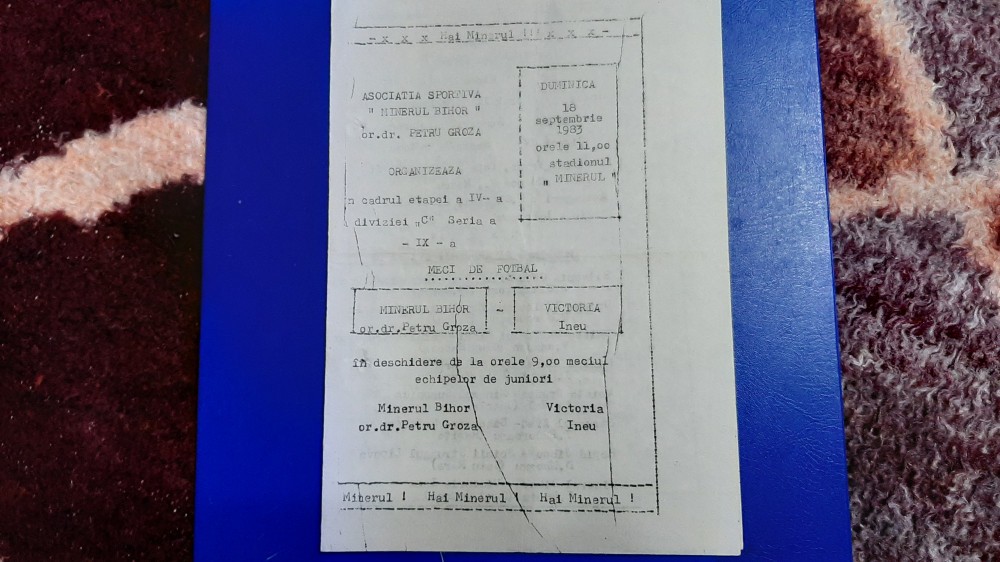 - x x x Hai Minerul !!! x x x -
ASOCIATIA SPORTIVA
" MINERUL BIHOR "
or.dr. PETRU GROZA
ORGANIZEAZA
n cadrul etapei a IV- a
diviziei „C" Seria a
- IX - a
DUMINICA
18
septembrie
1983
orele 11,00
stadionul
„ MINERUL "
MECI DE FOTBAL
MINERUL BIHOR - VICTORIA
or.dr.Petru Groza Ineu
în deschidere de la orele 9,00 meciul
echipelor de juniori
Minerul Bihor Victoria
or.dr.Petru Groza Ineu
Minerul ! Hai Minerul ! Hai Minerul !